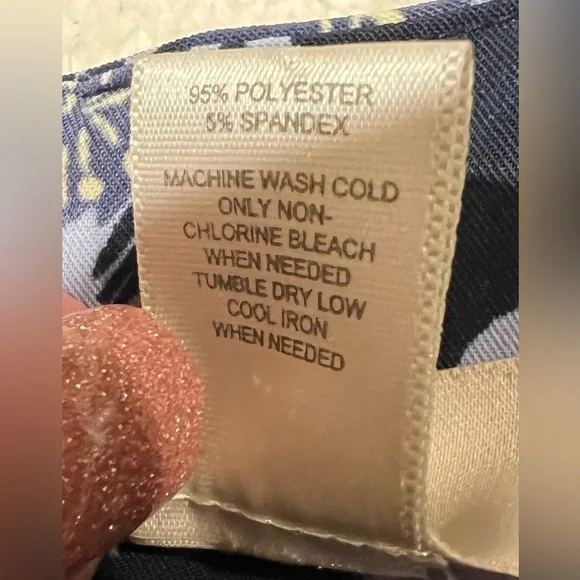 95% POLYESTER
5% SPANDEX
MACHINE WASH COLD
ONLY NON-
CHLORINE BLEACH
WHEN NEEDED
TUMBLE DRY LOW
COOL IRON
WHEN NEEDED